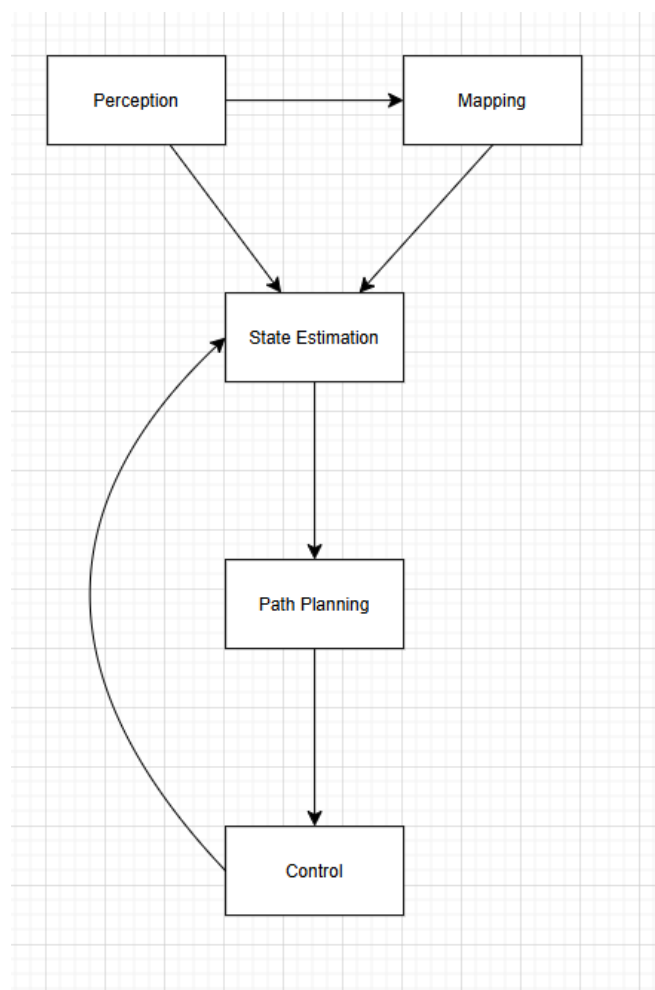 Perception
Mapping
State Estimation
Path Planning
Control